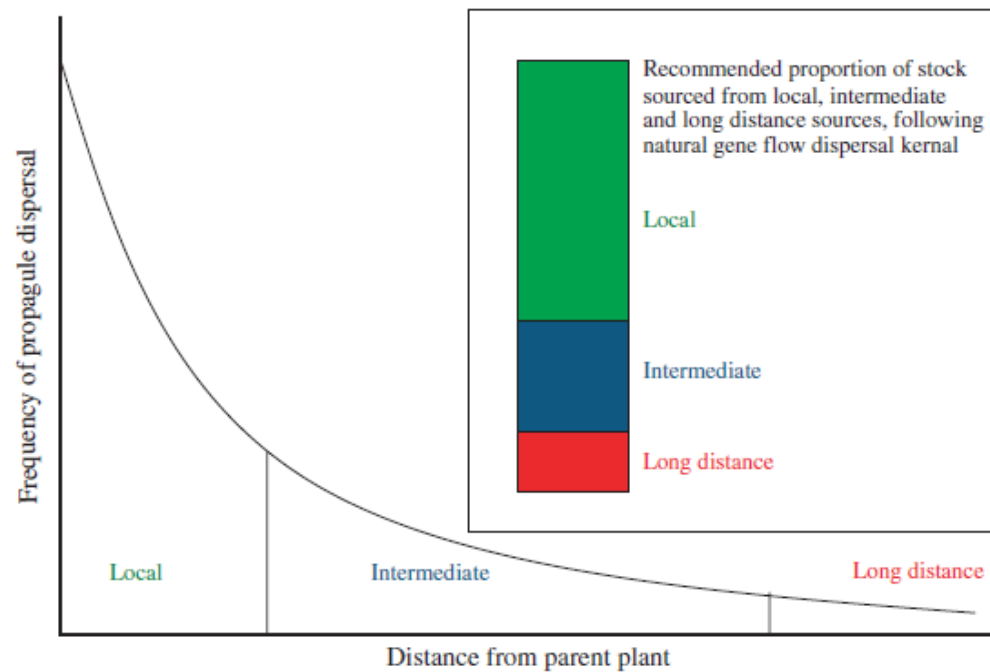 Frequency of propagule dispersal
Recommended proportion of stock
sourced from local, intermediate
and long distance sources, following
natural gene flow dispersal kernal
Local
Intermediate
Long distance
Local
Intermediate
Long distance
Distance from parent plant